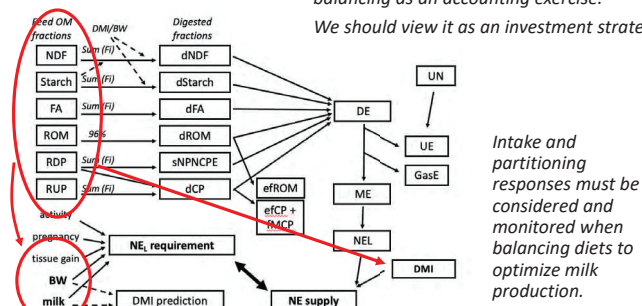 balancing as an accounting exercise.
We should view it as an investment strate
Feed OM
fractions
DMI/BW
Digested
fractions
NDF
Sum (Fi)
dNDF
Starch
Sum (Fi)
dStarch
FA
Sum (Fi)
dFA
ROM
96%
dROM
RDP
Sum (Fi)
sNPNCPE
RUP
Sum (Fi)
dCP
efROM
efCP +
fMCP
DE
UN
UE
GasE
ME
NEL
DMI
activity
pregnancy
tissue gain
BW
milk
NEL requirement
DMI prediction
NE supply
Intake and
partitioning
responses must be
considered and
monitored when
balancing diets to
optimize milk
production.